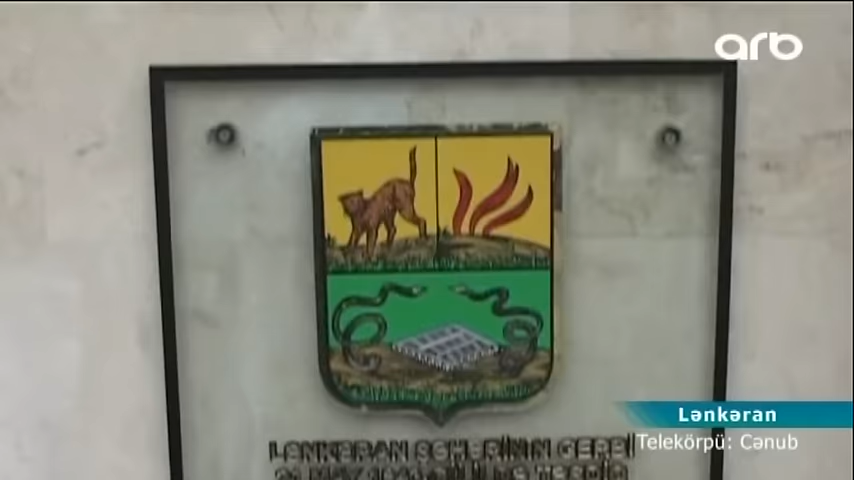 arb
LƏNKƏRAN ŞƏHƏRİNİN GERBİ
Lənkəran
Telekörpü: Cənub